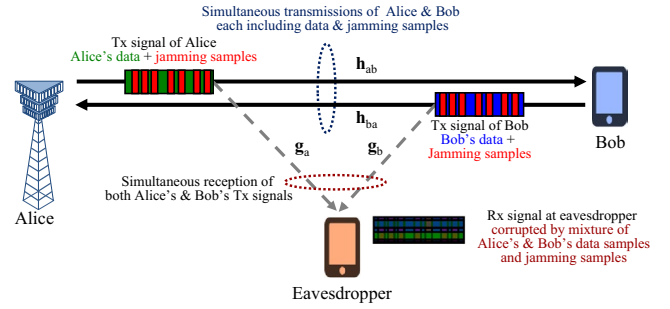 Simultaneous transmissions of Alice & Bob
each including data & jamming samples
Tx signal of Alice
Alice's data + jamming samples
h_ab
h_ba
Tx signal of Bob
Bob's data +
Jamming samples
Bob
g_a
g_b
Simultaneous reception of
both Alice's & Bob's Tx signals
Alice
Rx signal at eavesdropper
corrupted by mixture of
Alice's & Bob's data samples
and jamming samples
Eavesdropper